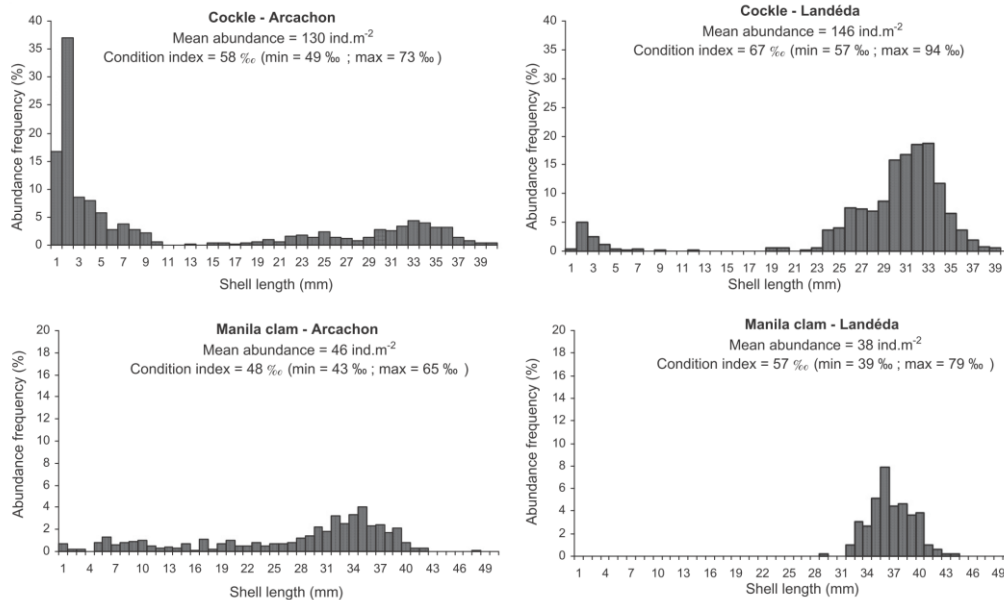 Cockle - Arcachon
Mean abundance = 130 ind.m-2
Condition index = 58 ‰ (min = 49 ‰ ; max = 73 ‰ )
Abundance frequency (%)
40
35
30
25
20
15
10
5
0
1 3 5 7 9 11 13 15 17 19 21 23 25 27 29 31 33 35 37 39
Shell length (mm)
Cockle - Landéda
Mean abundance = 146 ind.m-2
Condition index = 67 ‰ (min = 57 ‰ ; max = 94 ‰)
Abundance frequency (%)
40
35
30
25
20
15
10
5
0
1 3 5 7 9 11 13 15 17 19 21 23 25 27 29 31 33 35 37 39
Shell length (mm)
Manila clam - Arcachon
Mean abundance = 46 ind.m-2
Condition index = 48 ‰ (min = 43 ‰ ; max = 65 ‰ )
Abundance frequency (%)
20
18
16
14
12
10
8
6
4
2
0
1 4 7 10 13 16 19 22 25 28 31 34 37 40 43 46 49
Shell length (mm)
Manila clam - Landéda
Mean abundance = 38 ind.m-2
Condition index = 57 ‰ (min = 39 ‰ ; max = 79 ‰ )
Abundance frequency (%)
20
18
16
14
12
10
8
6
4
2
0
1 4 7 10 13 16 19 22 25 28 31 34 37 40 43 46 49
Shell length (mm)